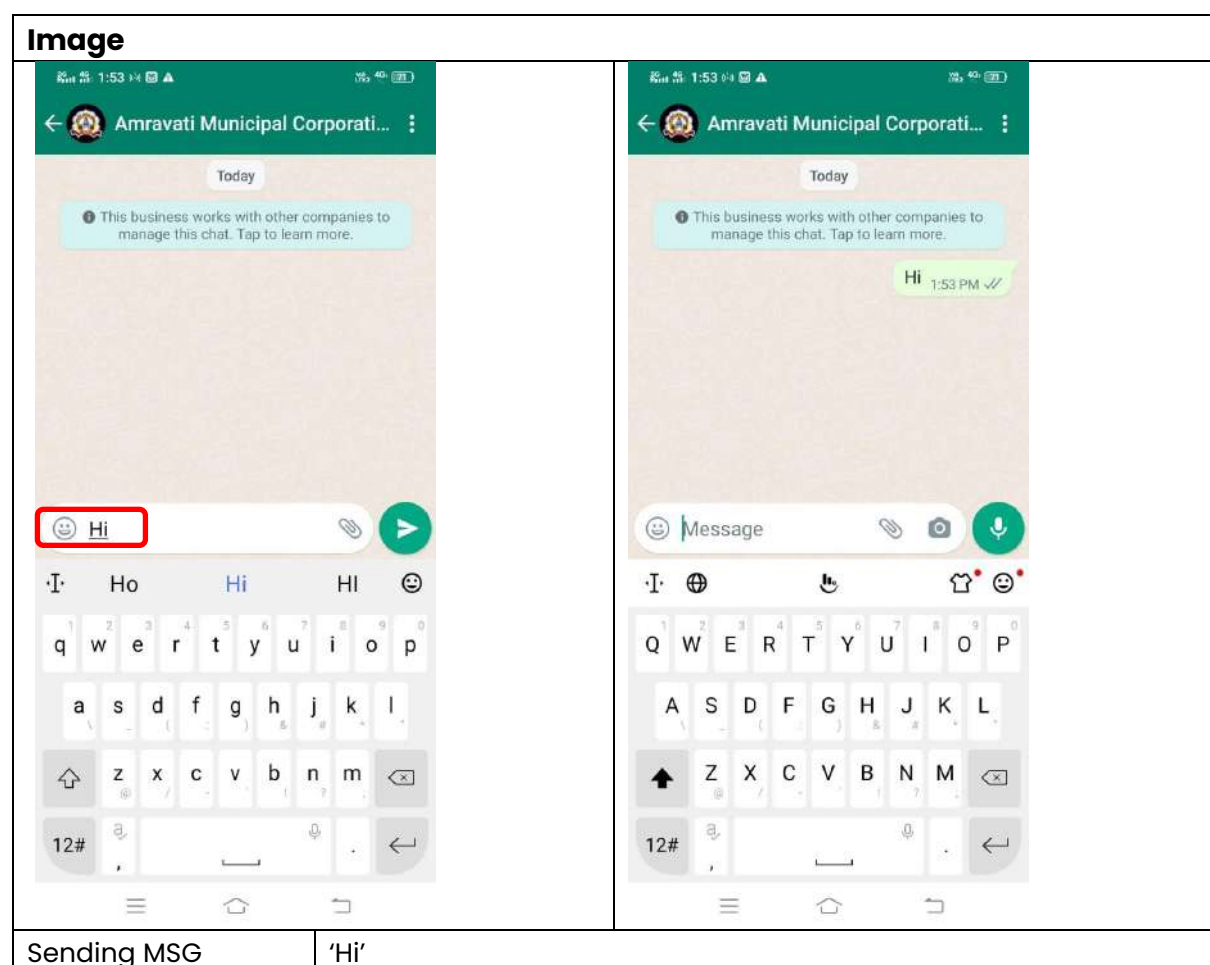 Image
1:53
Amravati Municipal Corporati...
Today
This business works with other companies to
manage this chat. Tap to learn more.
Hi
Ho Hi HI
q w e r t y u i o p
a s d f g h j k l
z x c v b n m
12# , .
1:53
Amravati Municipal Corporati...
Today
This business works with other companies to
manage this chat. Tap to learn more.
Hi 1:53 PM
Message
Q W E R T Y U I O P
A S D F G H J K L
Z X C V B N M
12# , .
Sending MSG ‘Hi’